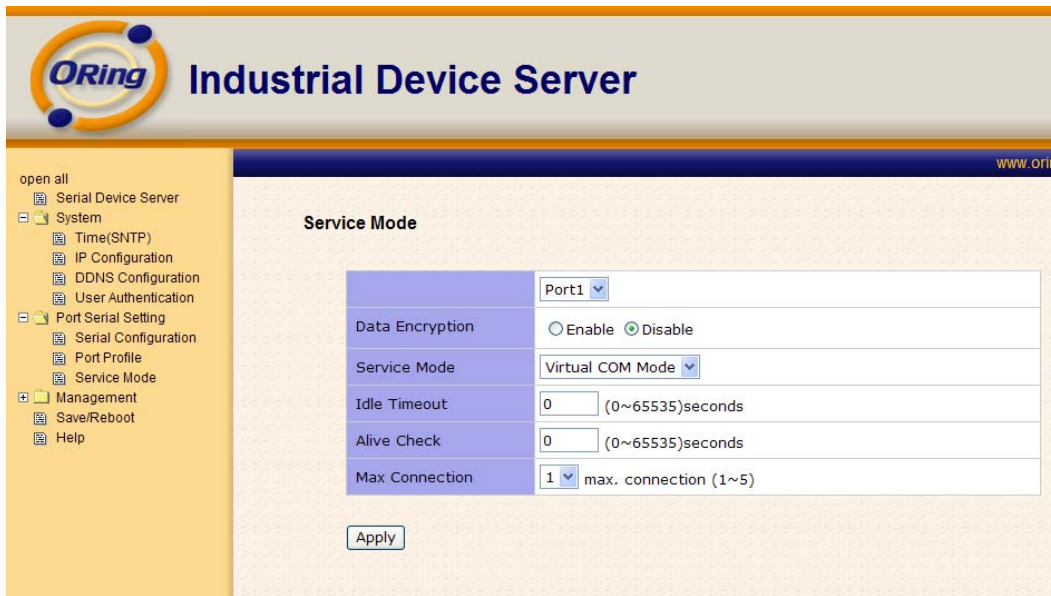 ORing
Industrial Device Server
www.ori
open all
Serial Device Server
System
Time(SNTP)
IP Configuration
DDNS Configuration
User Authentication
Port Serial Setting
Serial Configuration
Port Profile
Service Mode
Management
Save/Reboot
Help
Service Mode
Port1
Data Encryption Enable Disable
Service Mode Virtual COM Mode
Idle Timeout 0 (0~65535)seconds
Alive Check 0 (0~65535)seconds
Max Connection 1 max. connection (1~5)
Apply